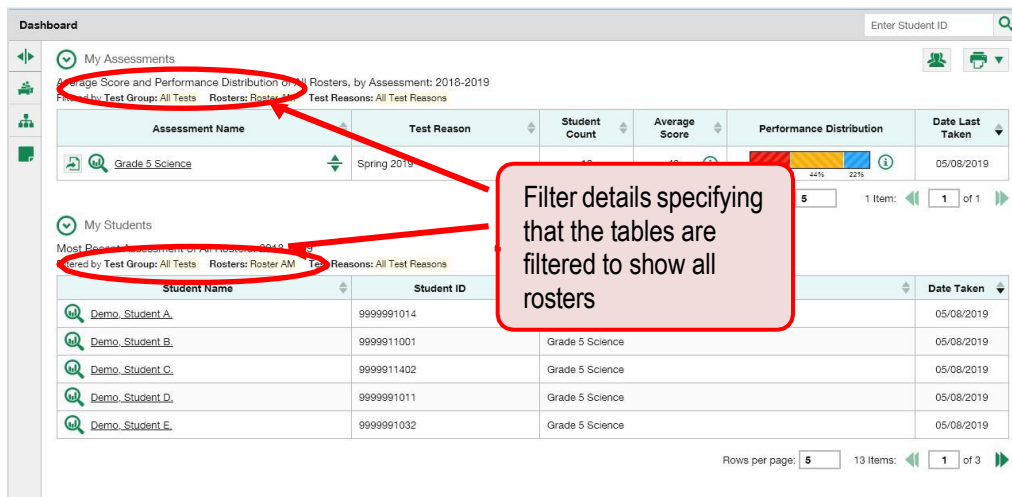 Dashboard
Enter Student ID
My Assessments
Average Score and Performance Distribution of All Rosters, by Assessment: 2018-2019
Filtered by Test Group: All Tests Rosters: Roster AM Test Reasons: All Test Reasons
Assessment Name Test Reason Student Count Average Score Performance Distribution Date Last Taken
Grade 5 Science Spring 2019 44% 22% 05/08/2019
5 1 Item: 1 of 1
Filter details specifying
that the tables are
filtered to show all
rosters
My Students
Most Recent Assessment of All Rosters: 2018-2019
Filtered by Test Group: All Tests Rosters: Roster AM Test Reasons: All Test Reasons
Student Name Student ID Date Taken
Demo, Student A. 9999991014 05/08/2019
Demo, Student B. 9999911001 Grade 5 Science 05/08/2019
Demo, Student C. 9999911402 Grade 5 Science 05/08/2019
Demo, Student D. 9999991011 Grade 5 Science 05/08/2019
Demo, Student E. 9999991032 Grade 5 Science 05/08/2019
Rows per page: 5 13 Items: 1 of 3